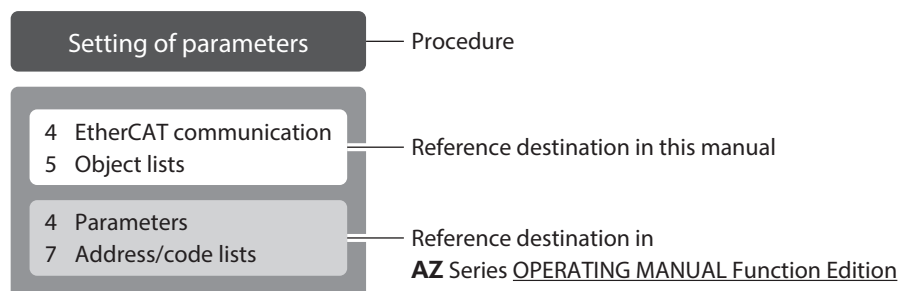 Setting of parameters
Procedure
4 EtherCAT communication
5 Object lists
Reference destination in this manual
4 Parameters
7 Address/code lists
Reference destination in
AZ Series OPERATING MANUAL Function Edition